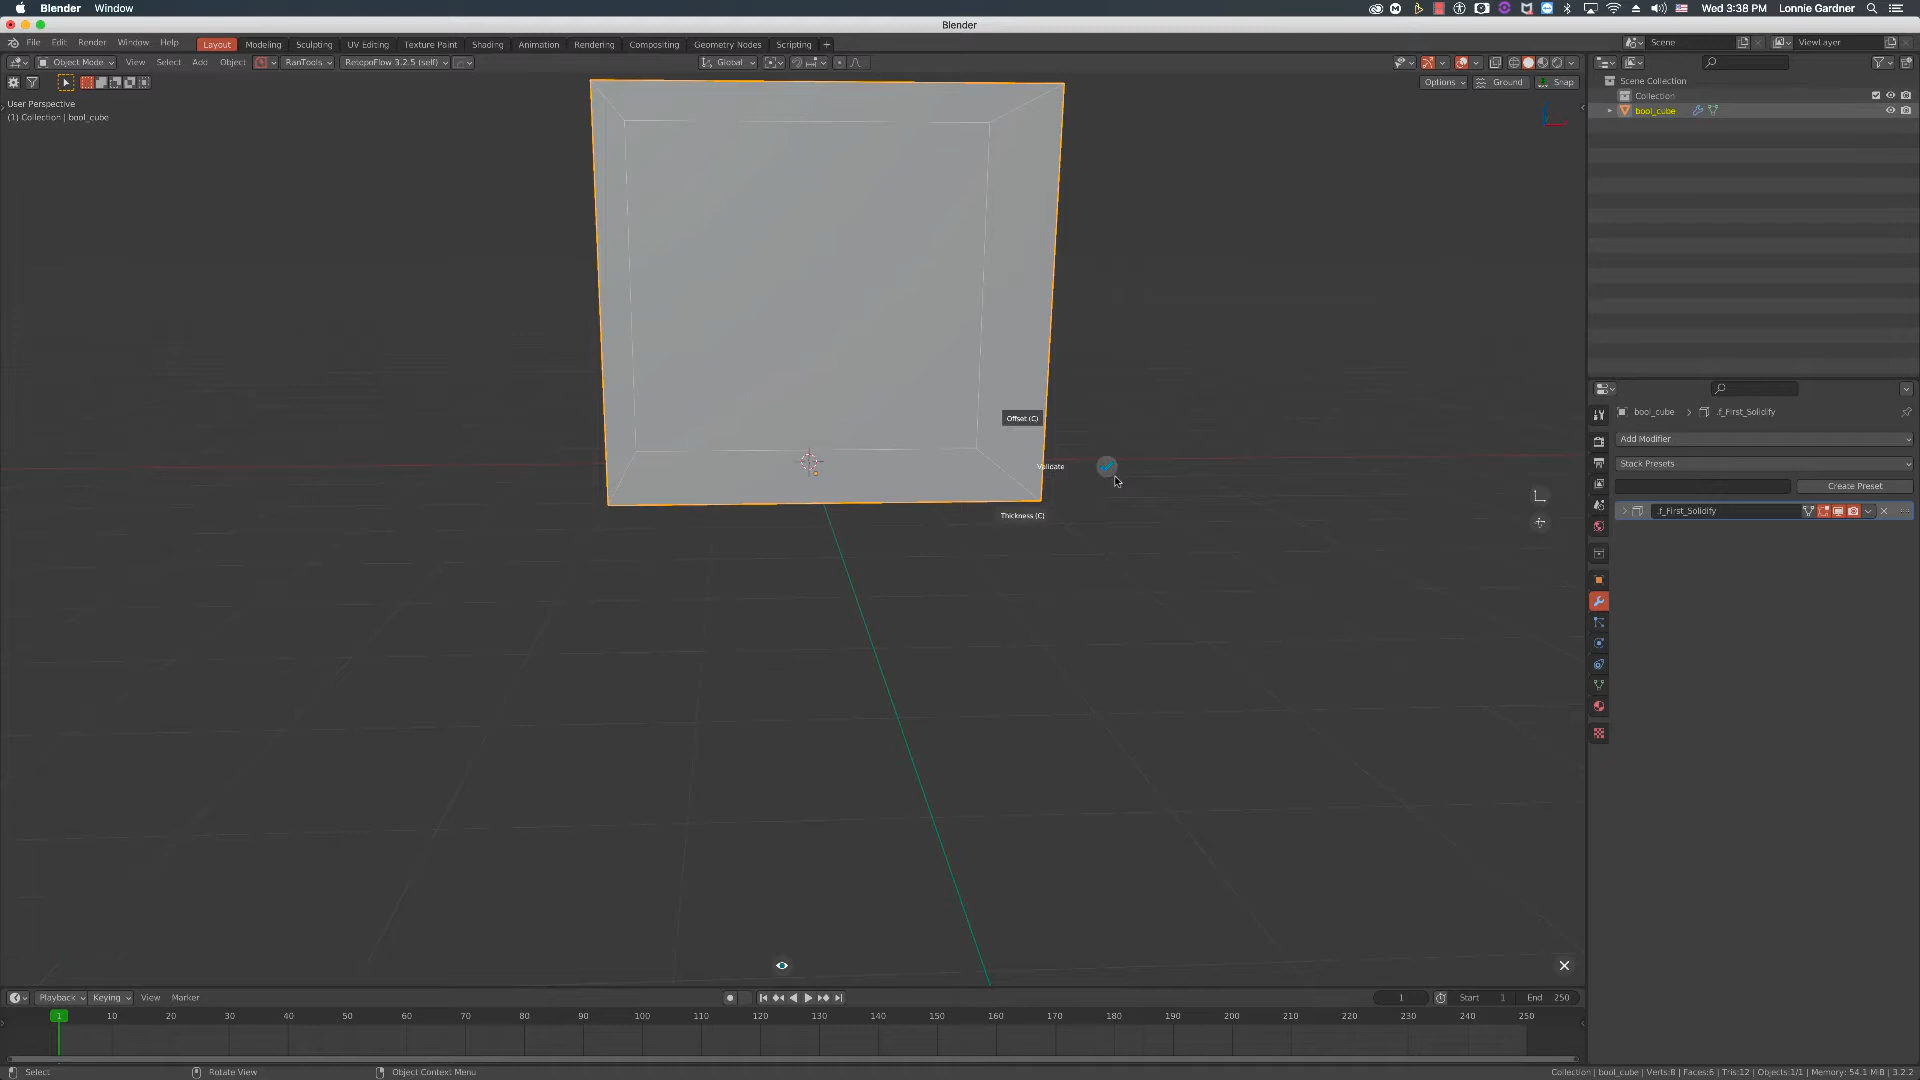 Blender Window Wed 3:38 PM Lonnie Gardner
Blender
File Edit Render Window Help Layout Modeling Sculpting UV Editing Texture Paint Shading Animation Rendering Compositing Geometry Nodes Scripting + Scene ViewLayer
Object Mode View Select Add Object RanTools RetopoFlow 3.2.5 (self) Global
Options Ground Snap
User Perspective
(1) Collection | bool_cube
Scene Collection
Collection
bool_cube
Offset (C)
Validate
Thickness (C)
bool_cube .f_First_Solidify
Add Modifier
Stack Presets
Create Preset
.f_First_Solidify
Playback Keying View Marker 1 Start 1 End 250
1 10 20 30 40 50 60 70 80 90 100 110 120 130 140 150 160 170 180 190 200 210 220 230 240 250
Select Rotate View Object Context Menu Collection | bool_cube | Verts:8 | Faces:6 | Tris:12 | Objects:1/1 | Memory: 54.1 MiB | 3.2.2